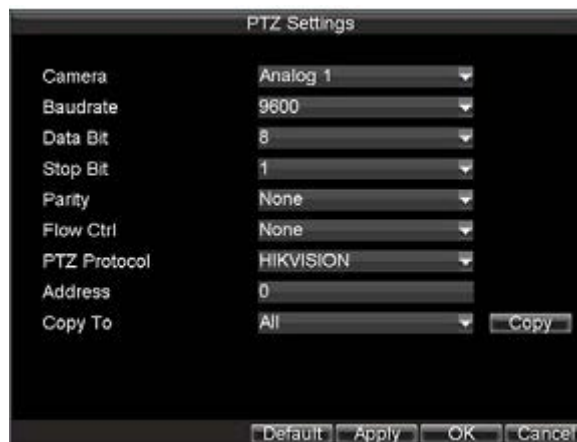 PTZ Settings
Camera Analog 1
Baudrate 9600
Data Bit 8
Stop Bit 1
Parity None
Flow Ctrl None
PTZ Protocol HIKVISION
Address 0
Copy To All Copy
Default Apply OK Cancel